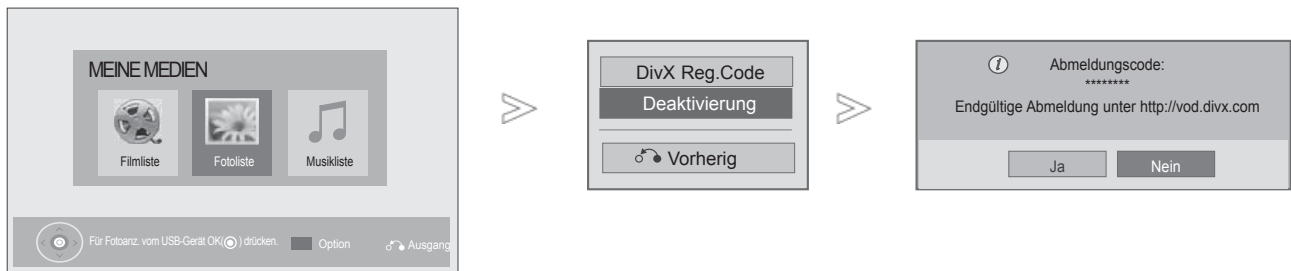 MEINE MEDIEN
Filmliste
Fotoliste
Musikliste
Für Fotoanz. vom USB-Gerät OK( ) drücken.
Option
Ausgang
DivX Reg.Code
Deaktivierung
Vorherig
Abmeldungscode:
********
Endgültige Abmeldung unter http://vod.divx.com
Ja
Nein